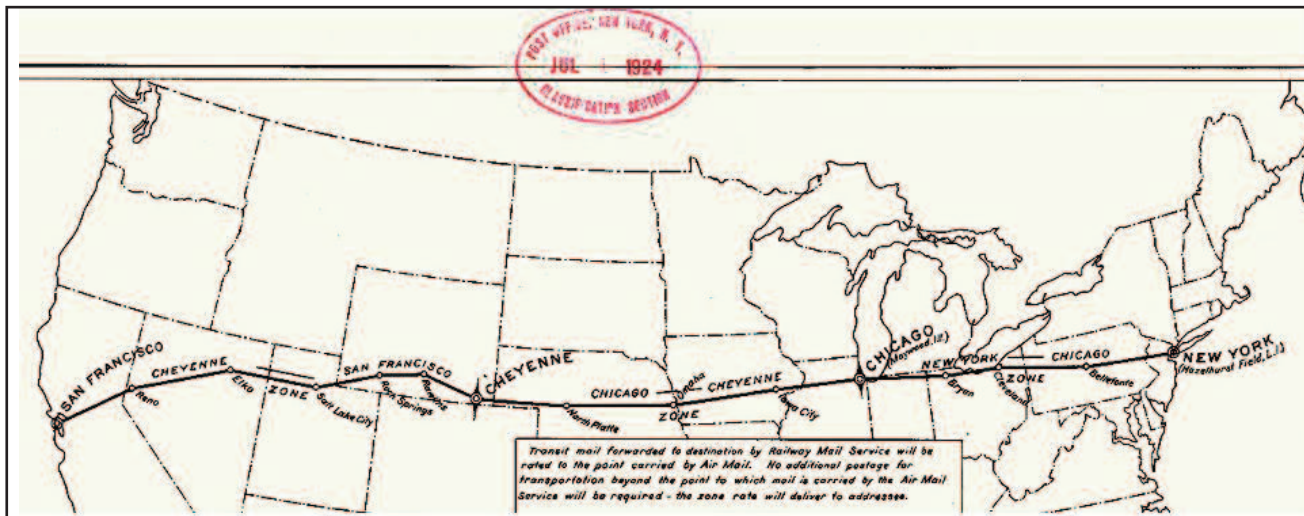 POST OFFICE, NEW YORK, N. Y.
JUL 1 1924
CLASSIFICATION SECTION
SAN FRANCISCO
Reno
CHEYENNE
Elko
ZONE
Salt Lake City
SAN FRANCISCO
Rock Springs
Rawlins
CHEYENNE
North Platte
CHICAGO
ZONE
Omaha
CHEYENNE
Iowa City
CHICAGO
(Maywood, Ill.)
NEW YORK
Bryan
Cleveland
ZONE
CHICAGO
Bellefonte
NEW YORK
(Hazelhurst Field, L.I.)
Transit mail forwarded to destination by Railway Mail Service will be
rated to the point carried by Air Mail. No additional postage for
transportation beyond the point to which mail is carried by the Air Mail
Service will be required - the zone rate will deliver to addressee.